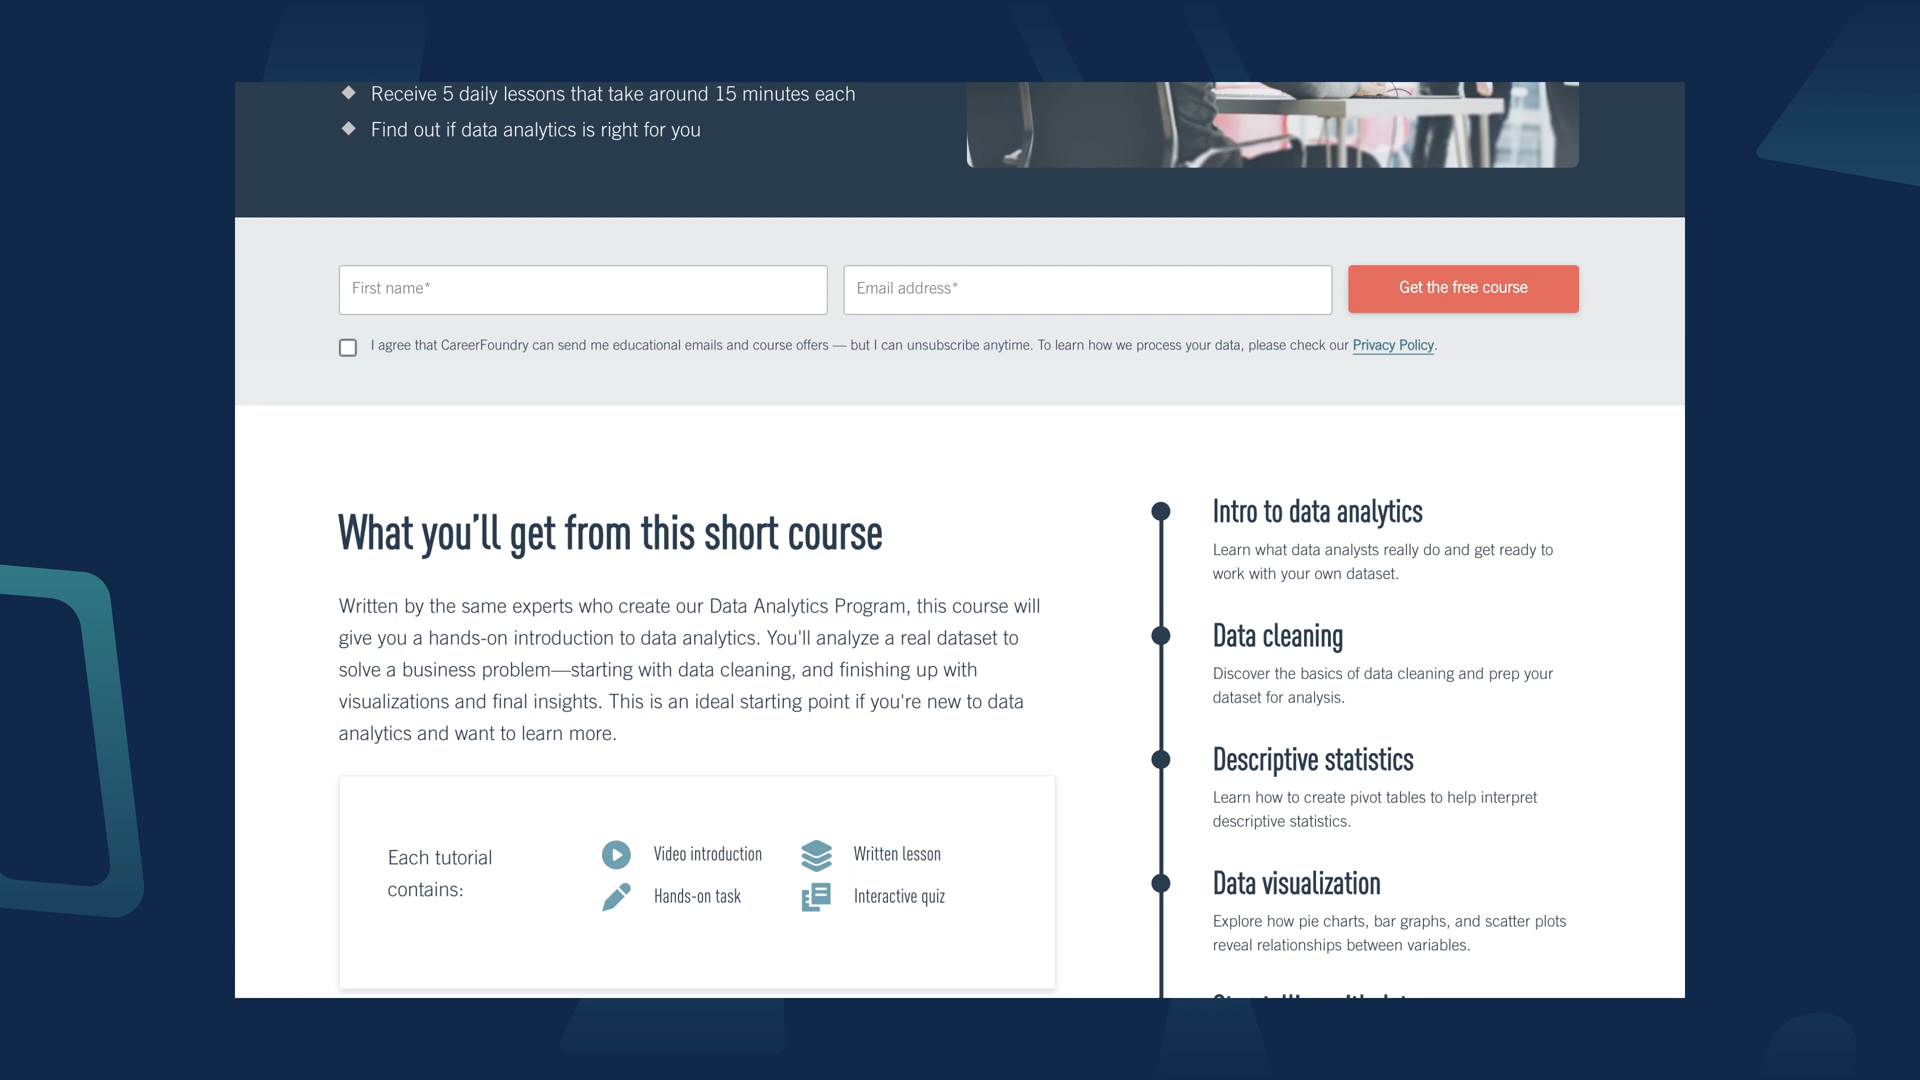 Receive 5 daily lessons that take around 15 minutes each
Find out if data analytics is right for you
First name*
Email address*
Get the free course
I agree that CareerFoundry can send me educational emails and course offers — but I can unsubscribe anytime. To learn how we process your data, please check our Privacy Policy.
What you’ll get from this short course
Written by the same experts who create our Data Analytics Program, this course will
give you a hands-on introduction to data analytics. You'll analyze a real dataset to
solve a business problem—starting with data cleaning, and finishing up with
visualizations and final insights. This is an ideal starting point if you're new to data
analytics and want to learn more.
Each tutorial
contains:
Video introduction
Written lesson
Hands-on task
Interactive quiz
Intro to data analytics
Learn what data analysts really do and get ready to
work with your own dataset.
Data cleaning
Discover the basics of data cleaning and prep your
dataset for analysis.
Descriptive statistics
Learn how to create pivot tables to help interpret
descriptive statistics.
Data visualization
Explore how pie charts, bar graphs, and scatter plots
reveal relationships between variables.